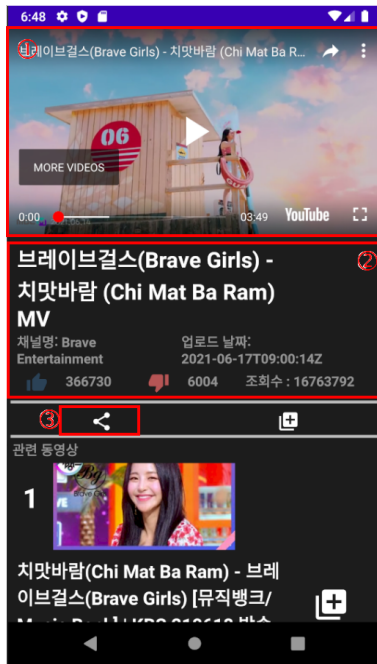 6:48
① 브레이브걸스(Brave Girls) - 치맛바람 (Chi Mat Ba R...
06
MORE VIDEOS
0:00 03:49 YouTube
②
브레이브걸스(Brave Girls) -
치맛바람 (Chi Mat Ba Ram)
MV
채널명: Brave
Entertainment
업로드 날짜:
2021-06-17T09:00:14Z
366730 6004 조회수 : 16763792
③
관련 동영상
1
치맛바람(Chi Mat Ba Ram) - 브레
이브걸스(Brave Girls) [뮤직뱅크/